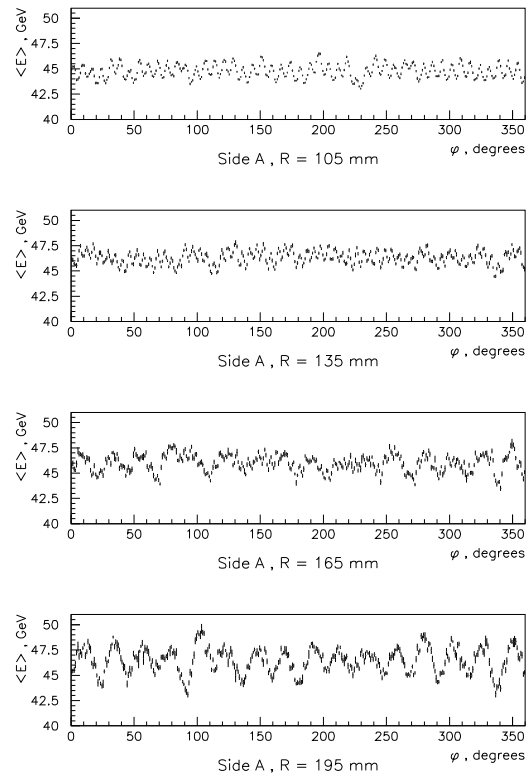 <E> , GeV
50
47.5
45
42.5
40
0 50 100 150 200 250 300 350
φ , degrees
Side A , R = 105 mm
<E> , GeV
50
47.5
45
42.5
40
0 50 100 150 200 250 300 350
φ , degrees
Side A , R = 135 mm
<E> , GeV
50
47.5
45
42.5
40
0 50 100 150 200 250 300 350
φ , degrees
Side A , R = 165 mm
<E> , GeV
50
47.5
45
42.5
40
0 50 100 150 200 250 300 350
φ , degrees
Side A , R = 195 mm